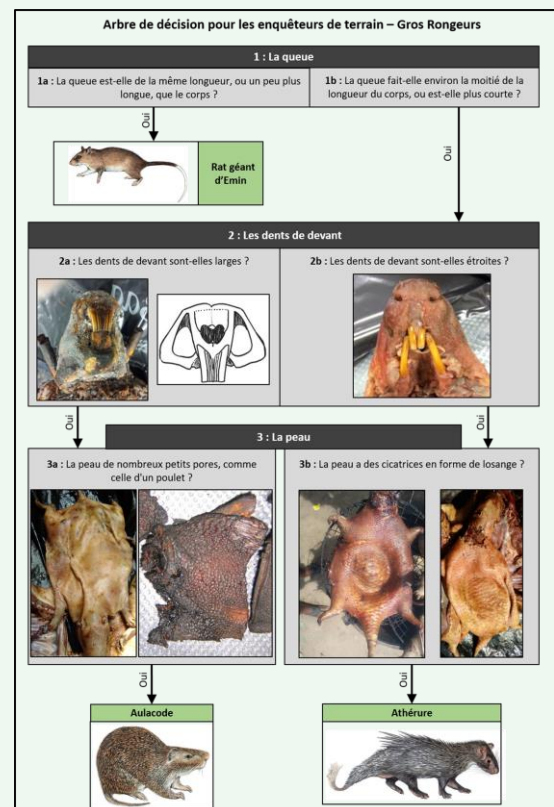 Arbre de décision pour les enquêteurs de terrain – Gros Rongeurs
1 : La queue
1a : La queue est-elle de la même longueur, ou un peu plus
longue, que le corps ?
1b : La queue fait-elle environ la moitié de la
longueur du corps, ou est-elle plus courte ?
Oui
Oui
Rat géant
d'Emin
2 : Les dents de devant
2a : Les dents de devant sont-elles larges ?
2b : Les dents de devant sont-elles étroites ?
Oui
Oui
3 : La peau
3a : La peau de nombreux petits pores, comme
celle d'un poulet ?
3b : La peau a des cicatrices en forme de losange ?
Oui
Oui
Aulacode
Athérure